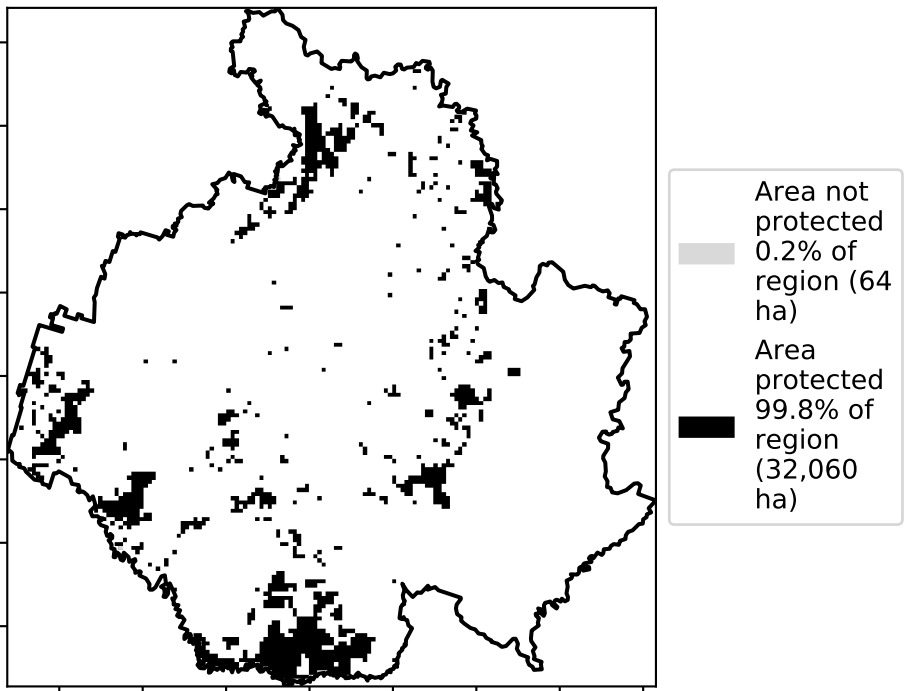 Area not
protected
0.2% of
region (64
ha)
Area
protected
99.8% of
region
(32,060
ha)